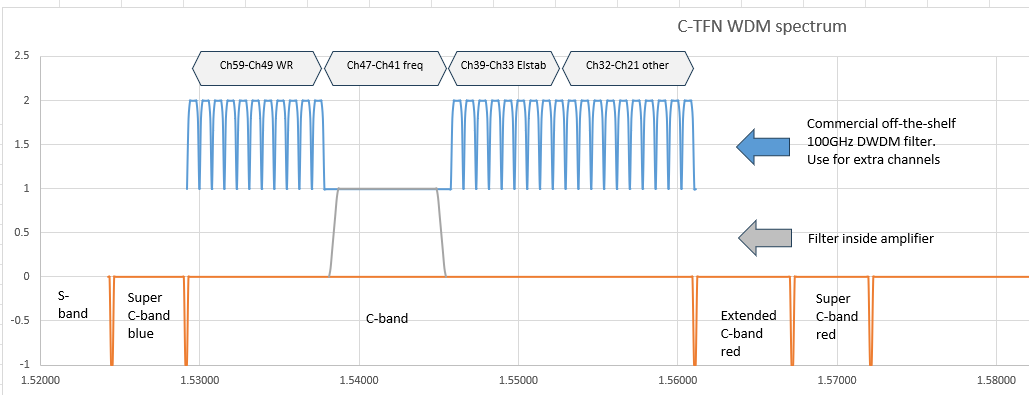 C-TFN WDM spectrum
2.5
2
1.5
1
0.5
0
-0.5
-1
Ch59-Ch49 WR
Ch47-Ch41 freq
Ch39-Ch33 Elstab
Ch32-Ch21 other
Commercial off-the-shelf
100GHz DWDM filter.
Use for extra channels
Filter inside amplifier
S-
band
Super
C-band
blue
C-band
Extended
C-band
red
Super
C-band
red
1.52000
1.53000
1.54000
1.55000
1.56000
1.57000
1.58000